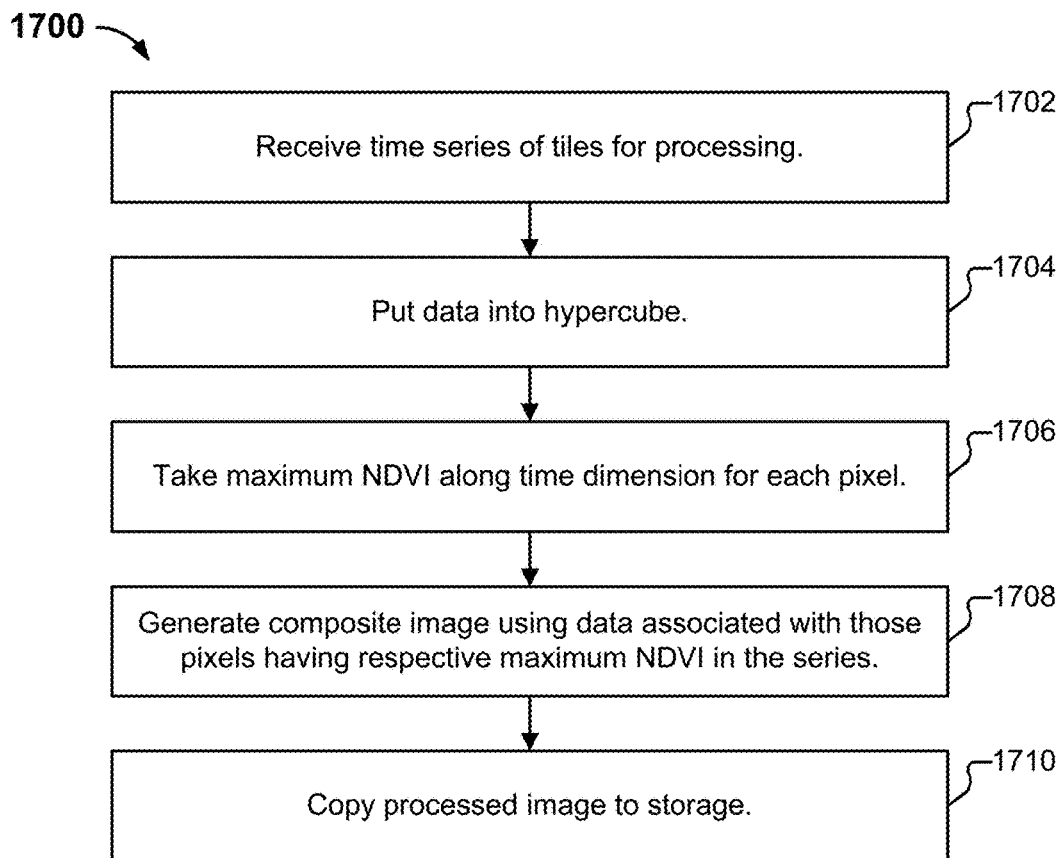 1700
1702
Receive time series of tiles for processing.
1704
Put data into hypercube.
1706
Take maximum NDVI along time dimension for each pixel.
1708
Generate composite image using data associated with those
pixels having respective maximum NDVI in the series.
1710
Copy processed image to storage.